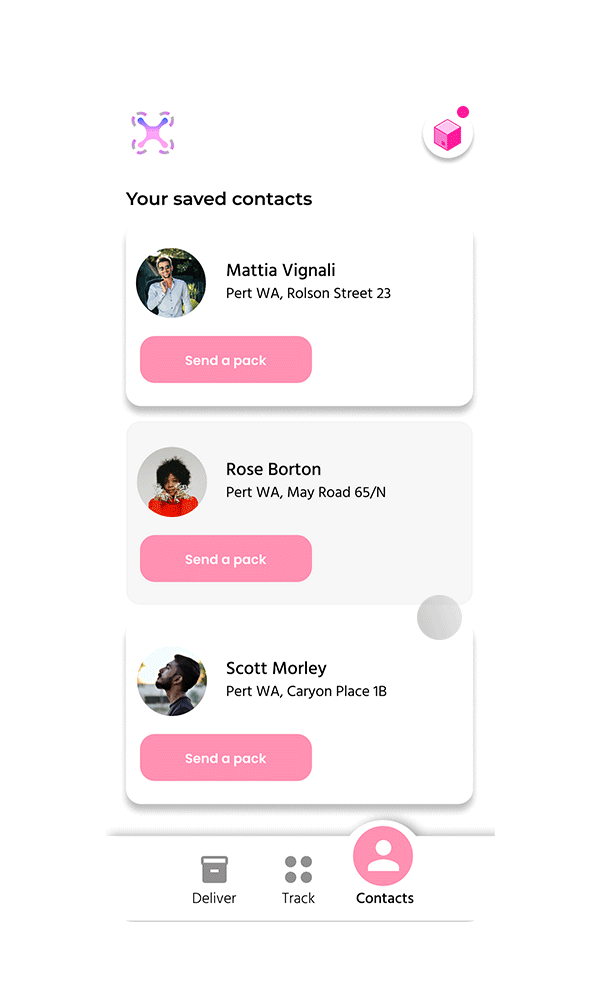 Your saved contacts
Mattia Vignali
Pert WA, Rolson Street 23
Send a pack
Rose Borton
Pert WA, May Road 65/N
Send a pack
Scott Morley
Pert WA, Caryon Place 1B
Send a pack
Deliver
Track
Contacts